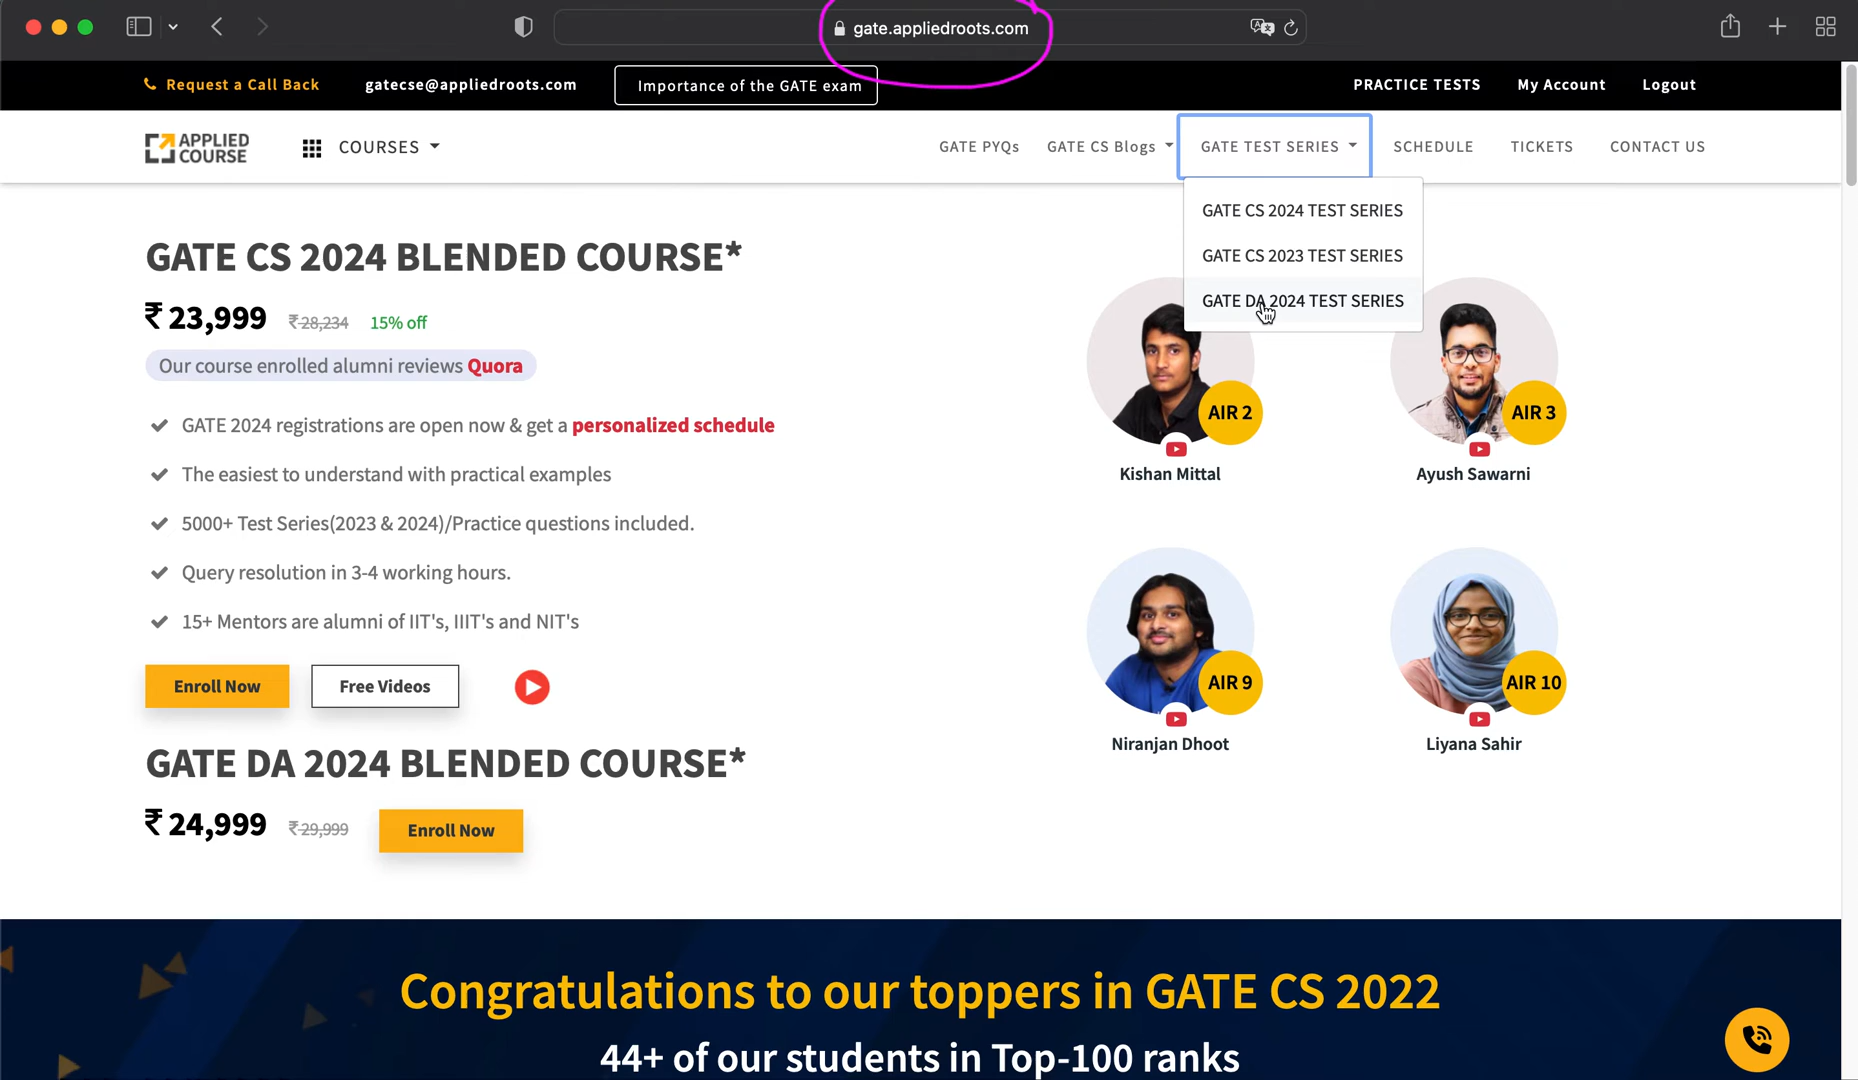 gate.appliedroots.com
Request a Call Back gatecse@appliedroots.com Importance of the GATE exam PRACTICE TESTS My Account Logout
APPLIED
COURSE
COURSES GATE PYQs GATE CS Blogs GATE TEST SERIES SCHEDULE TICKETS CONTACT US
GATE CS 2024 TEST SERIES
GATE CS 2023 TEST SERIES
GATE DA 2024 TEST SERIES
GATE CS 2024 BLENDED COURSE*
₹ 23,999 ₹ 28,234 15% off
Our course enrolled alumni reviews Quora
GATE 2024 registrations are open now & get a personalized schedule
The easiest to understand with practical examples
5000+ Test Series(2023 & 2024)/Practice questions included.
Query resolution in 3-4 working hours.
15+ Mentors are alumni of IIT's, IIIT's and NIT's
Enroll Now Free Videos
AIR 2
Kishan Mittal
AIR 3
Ayush Sawarni
AIR 9
Niranjan Dhoot
AIR 10
Liyana Sahir
GATE DA 2024 BLENDED COURSE*
₹ 24,999 ₹ 29,999 Enroll Now
Congratulations to our toppers in GATE CS 2022
44+ of our students in Top-100 ranks